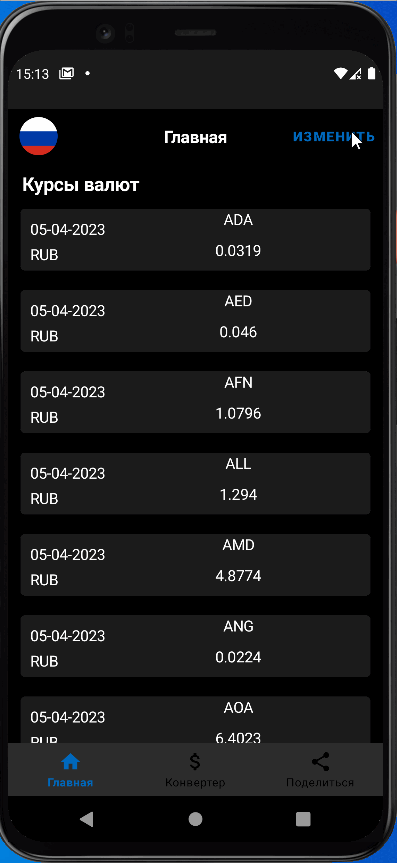 15:13
Главная
ИЗМЕНИТЬ
Курсы валют
ADA
05-04-2023
RUB
0.0319
AED
05-04-2023
RUB
0.046
AFN
05-04-2023
RUB
1.0796
ALL
05-04-2023
RUB
1.294
AMD
05-04-2023
RUB
4.8774
ANG
05-04-2023
RUB
0.0224
AOA
05-04-2023
RUB
6.4023
Главная
Конвертер
Поделиться